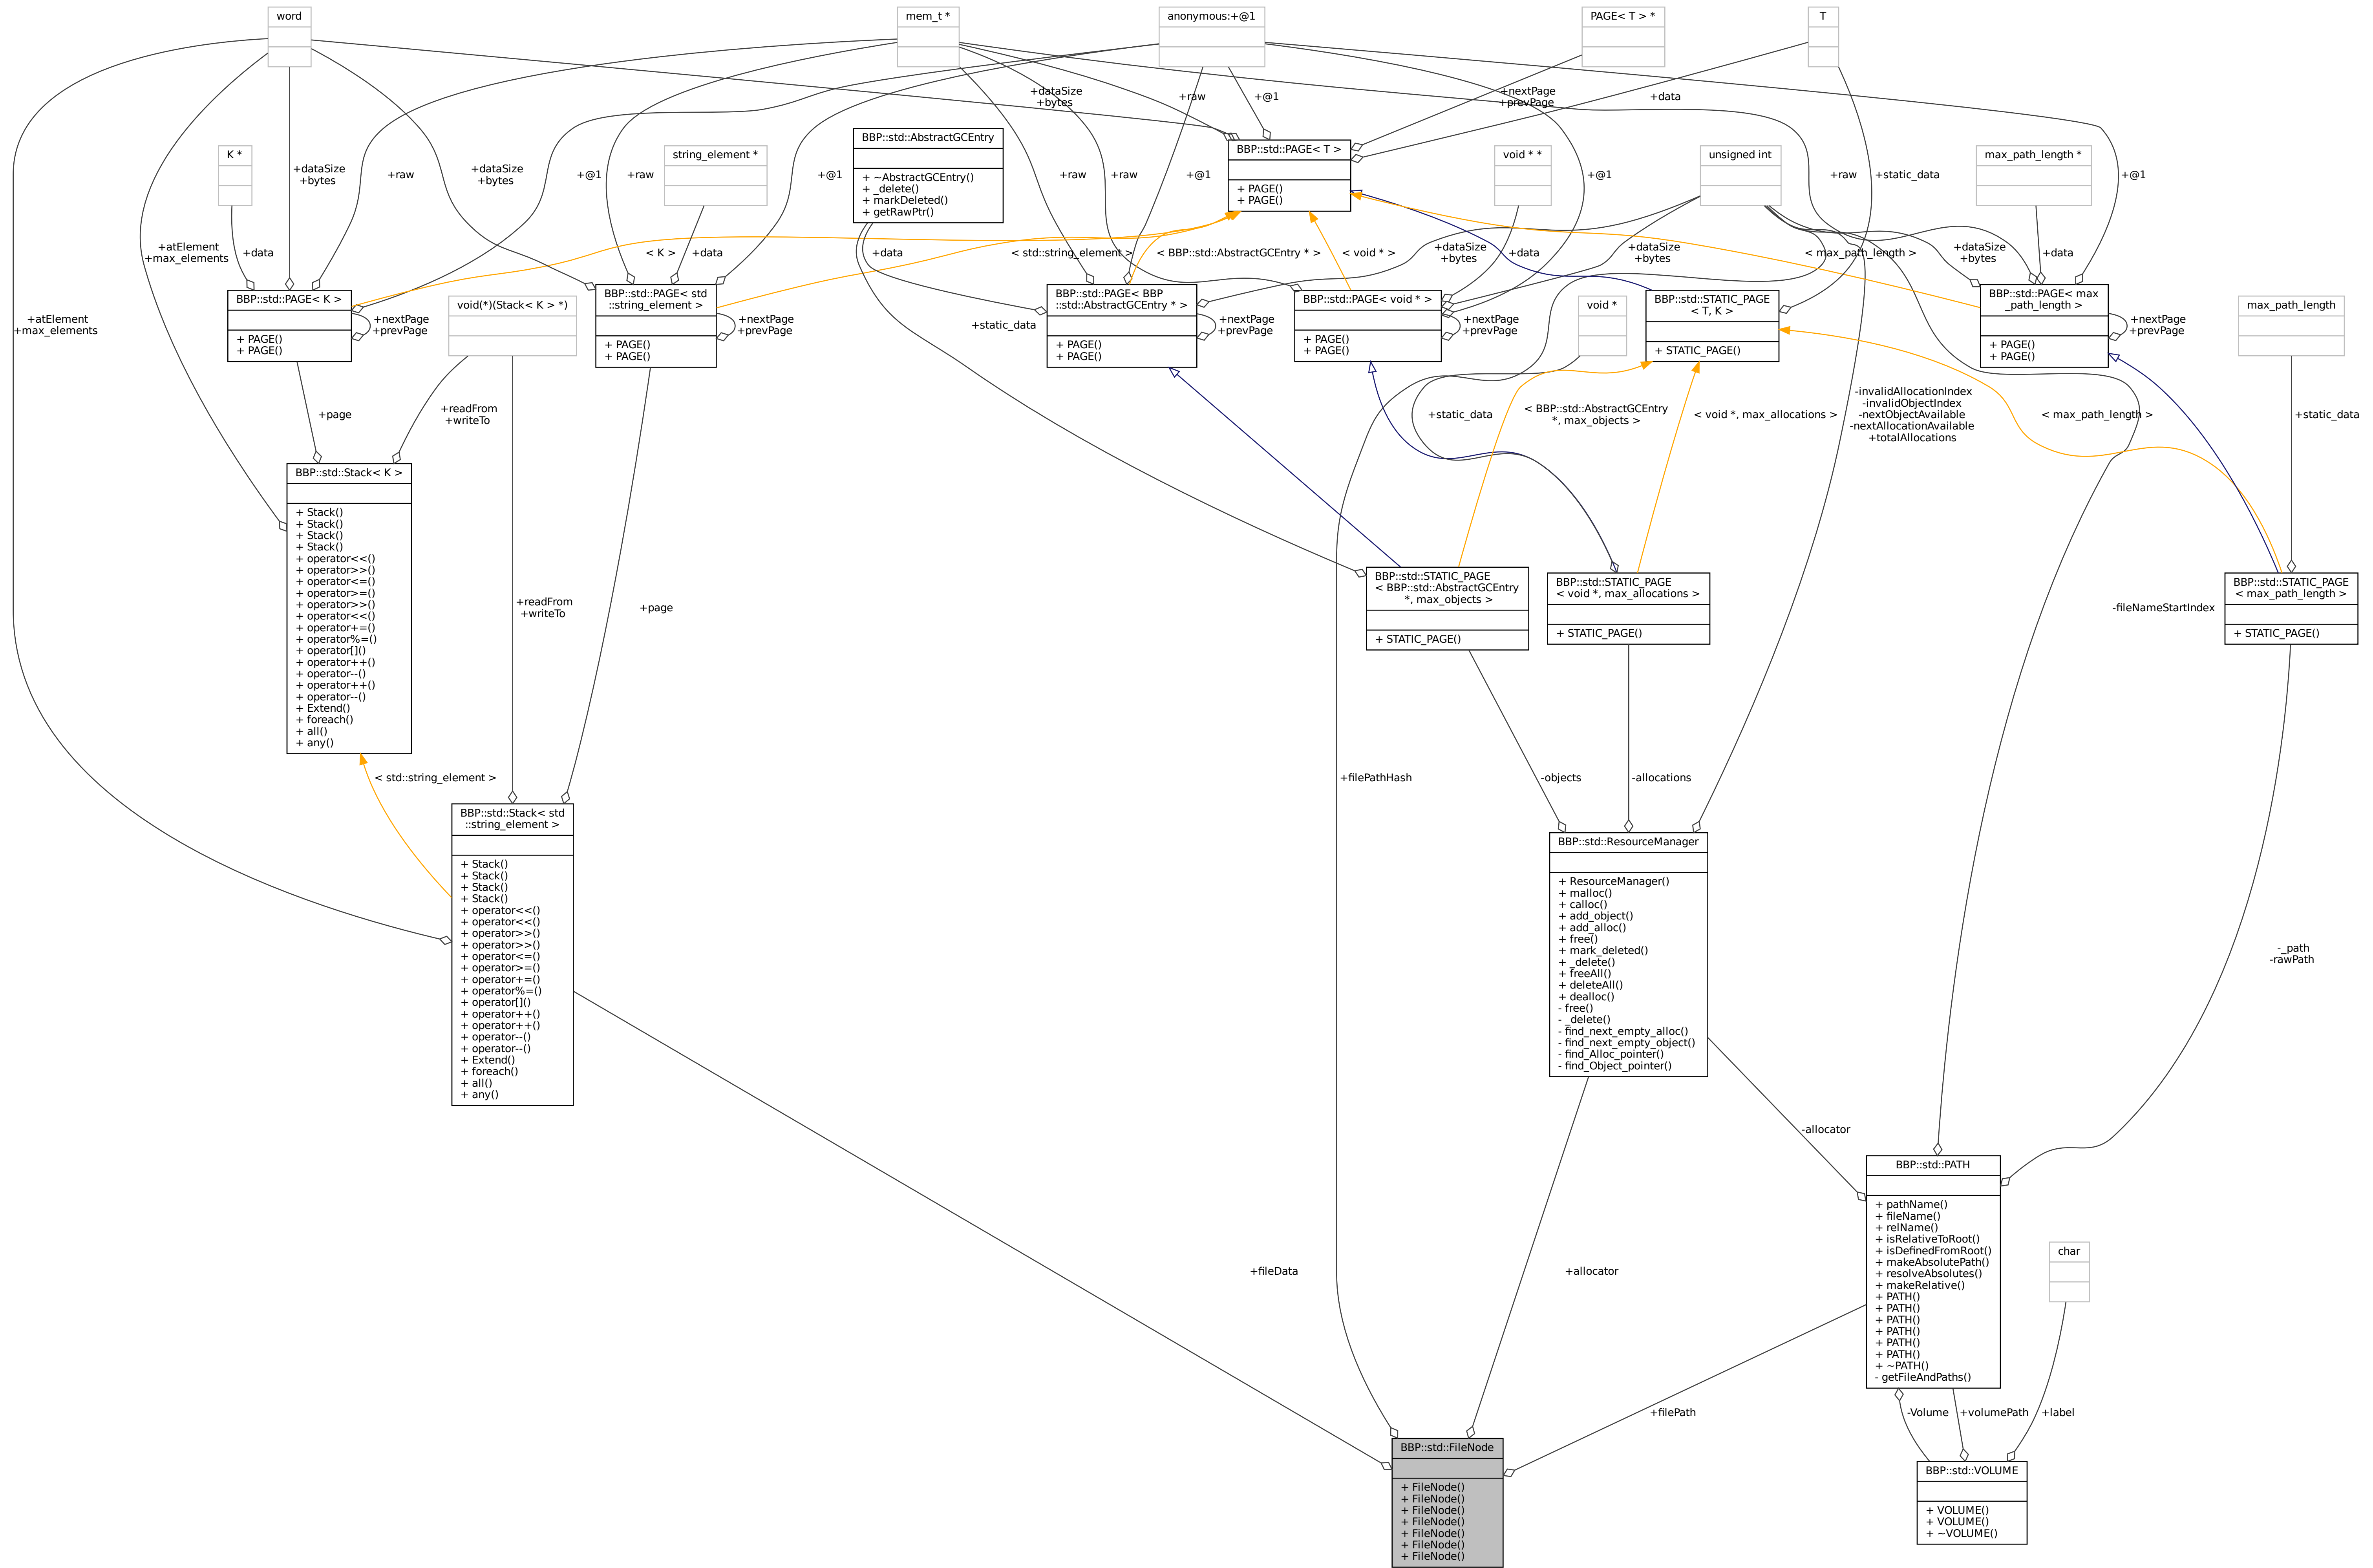 word
mem_t *
anonymous:+@1
PAGE< T > *
T
+dataSize
+bytes
+raw
+@1
+nextPage
+prevPage
+data
BBP::std::AbstractGCEntry
+ ~AbstractGCEntry()
+ _delete()
+ markDeleted()
+ getRawPtr()
BBP::std::PAGE< T >
+ PAGE()
+ PAGE()
K *
string_element *
void * *
unsigned int
max_path_length *
+dataSize
+bytes
+raw
+dataSize
+bytes
+@1
+raw
+@1
+raw
+raw
+@1
+@1
+raw
+static_data
+@1
+atElement
+max_elements
+data
< K >
+data
< std::string_element >
+data
< BBP::std::AbstractGCEntry * >
< void * >
+dataSize
+bytes
+data
+dataSize
+bytes
< max_path_length >
+dataSize
+bytes
+data
BBP::std::PAGE< K >
+ PAGE()
+ PAGE()
+nextPage
+prevPage
BBP::std::PAGE< std
::string_element >
+ PAGE()
+ PAGE()
+nextPage
+prevPage
BBP::std::PAGE< BBP
::std::AbstractGCEntry * >
+ PAGE()
+ PAGE()
+nextPage
+prevPage
BBP::std::PAGE< void * >
+ PAGE()
+ PAGE()
+nextPage
+prevPage
BBP::std::STATIC_PAGE
< T, K >
+ STATIC_PAGE()
BBP::std::PAGE< max
_path_length >
+ PAGE()
+ PAGE()
+nextPage
+prevPage
void(*)(Stack< K > *)
void *
max_path_length
+atElement
+max_elements
+static_data
+page
+readFrom
+writeTo
+static_data
< BBP::std::AbstractGCEntry
*, max_objects >
< void *, max_allocations >
-invalidAllocationIndex
-invalidObjectIndex
-nextObjectAvailable
-nextAllocationAvailable
+totalAllocations
< max_path_length >
+static_data
BBP::std::Stack< K >
+ Stack()
+ Stack()
+ Stack()
+ Stack()
+ operator<<()
+ operator>>()
+ operator<=()
+ operator>=()
+ operator>>()
+ operator<<()
+ operator+=()
+ operator%=()
+ operator[]()
+ operator++()
+ operator--()
+ operator++()
+ operator--()
+ Extend()
+ foreach()
+ all()
+ any()
+readFrom
+writeTo
+page
BBP::std::STATIC_PAGE
< BBP::std::AbstractGCEntry
*, max_objects >
+ STATIC_PAGE()
BBP::std::STATIC_PAGE
< void *, max_allocations >
+ STATIC_PAGE()
-fileNameStartIndex
BBP::std::STATIC_PAGE
< max_path_length >
+ STATIC_PAGE()
< std::string_element >
+filePathHash
-objects
-allocations
BBP::std::Stack< std
::string_element >
+ Stack()
+ Stack()
+ Stack()
+ Stack()
+ operator<<()
+ operator<<()
+ operator>>()
+ operator>>()
+ operator<=()
+ operator>=()
+ operator+=()
+ operator%=()
+ operator[]()
+ operator++()
+ operator++()
+ operator--()
+ operator--()
+ Extend()
+ foreach()
+ all()
+ any()
BBP::std::ResourceManager
+ ResourceManager()
+ malloc()
+ calloc()
+ add_object()
+ add_alloc()
+ free()
+ mark_deleted()
+ _delete()
+ freeAll()
+ deleteAll()
+ dealloc()
- free()
- _delete()
- find_next_empty_alloc()
- find_next_empty_object()
- find_Alloc_pointer()
- find_Object_pointer()
-_path
-rawPath
-allocator
BBP::std::PATH
+ pathName()
+ fileName()
+ relName()
+ isRelativeToRoot()
+ isDefinedFromRoot()
+ makeAbsolutePath()
+ resolveAbsolutes()
+ makeRelative()
+ PATH()
+ PATH()
+ PATH()
+ PATH()
+ PATH()
+ PATH()
+ ~PATH()
- getFileAndPaths()
char
+fileData
+allocator
+filePath
-Volume
+volumePath
+label
BBP::std::FileNode
+ FileNode()
+ FileNode()
+ FileNode()
+ FileNode()
+ FileNode()
+ FileNode()
+ FileNode()
BBP::std::VOLUME
+ VOLUME()
+ VOLUME()
+ ~VOLUME()